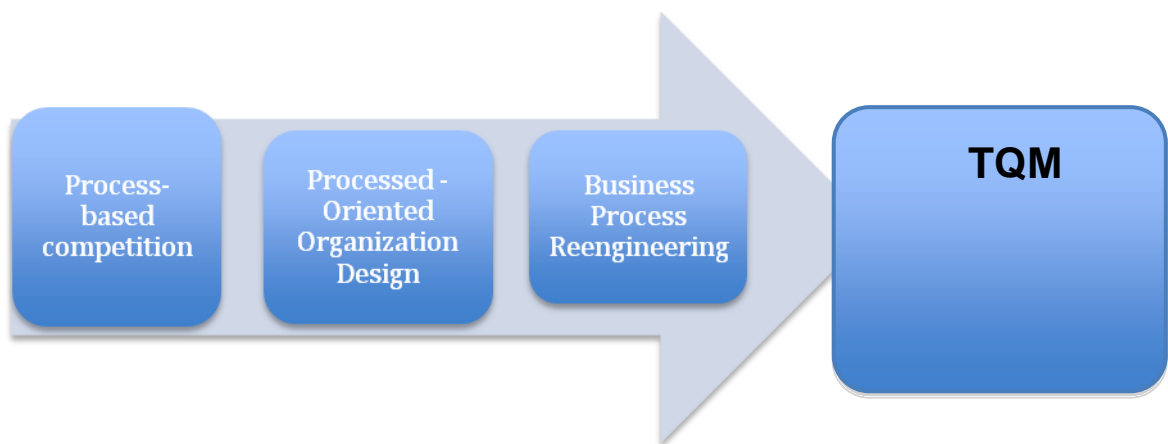 Process-
based
competition
Processed -
Oriented
Organization
Design
Business
Process
Reengineering
TQM